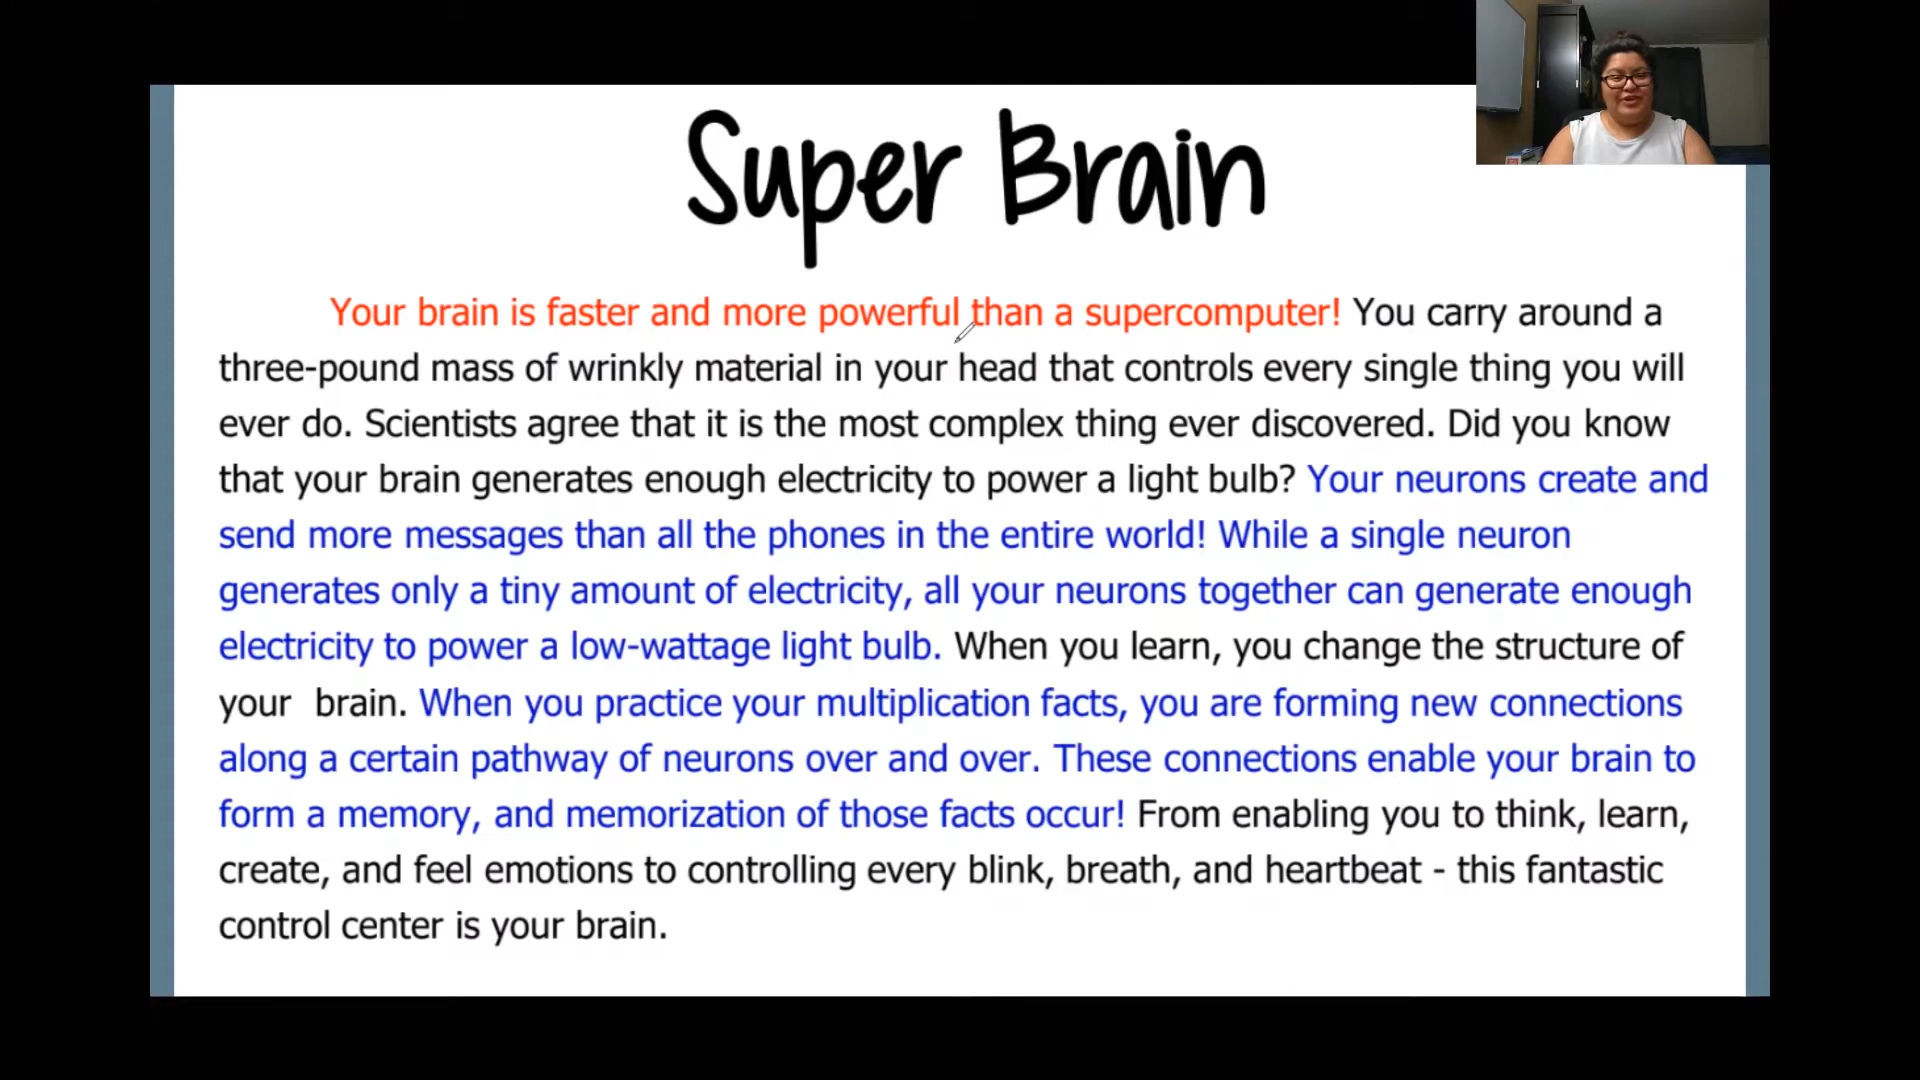 Super Brain
Your brain is faster and more powerful than a supercomputer! You carry around a
three-pound mass of wrinkly material in your head that controls every single thing you will
ever do. Scientists agree that it is the most complex thing ever discovered. Did you know
that your brain generates enough electricity to power a light bulb? Your neurons create and
send more messages than all the phones in the entire world! While a single neuron
generates only a tiny amount of electricity, all your neurons together can generate enough
electricity to power a low-wattage light bulb. When you learn, you change the structure of
your brain. When you practice your multiplication facts, you are forming new connections
along a certain pathway of neurons over and over. These connections enable your brain to
form a memory, and memorization of those facts occur! From enabling you to think, learn,
create, and feel emotions to controlling every blink, breath, and heartbeat - this fantastic
control center is your brain.